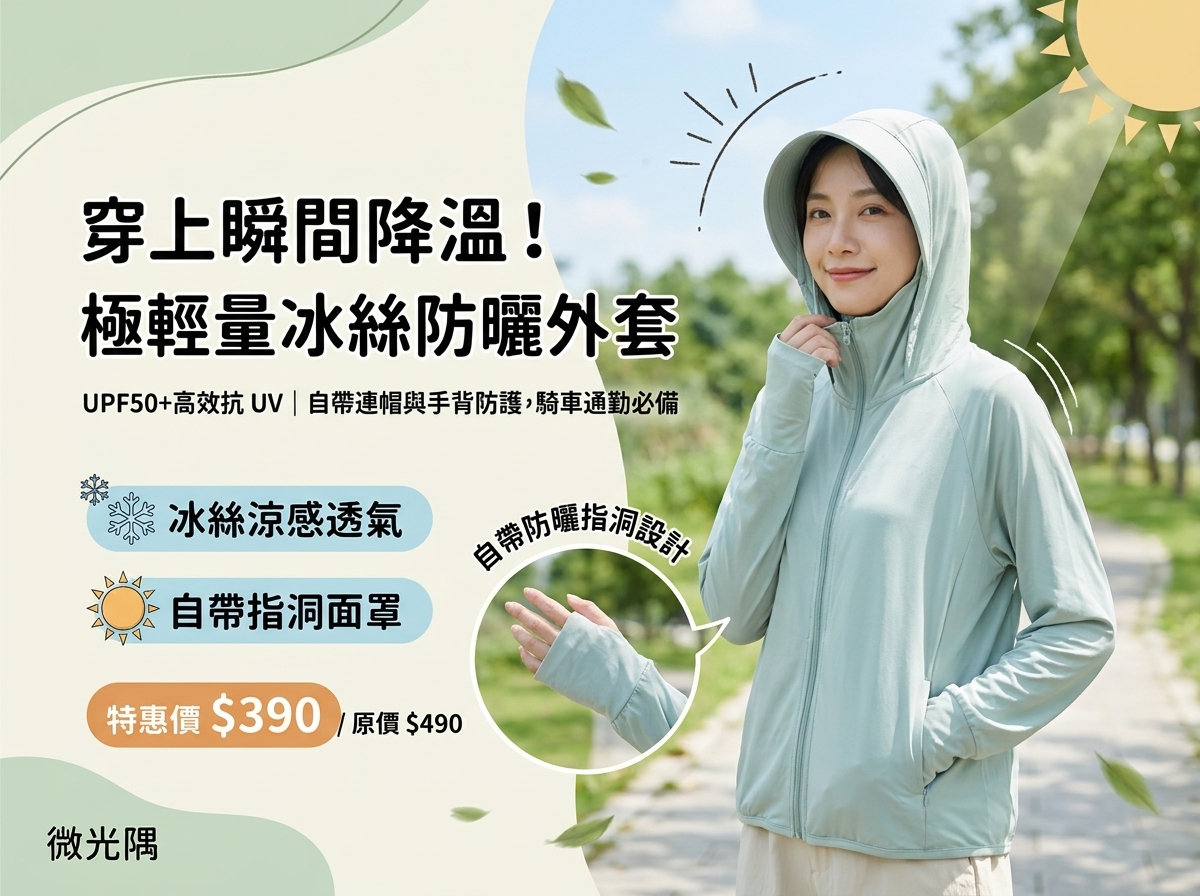 穿上瞬間降溫！
極輕量冰絲防曬外套
UPF50+高效抗 UV｜自帶連帽與手背防護，騎車通勤必備
冰絲涼感透氣
自帶指洞面罩
自帶防曬指洞設計
特惠價 $390 / 原價 $490
微光隅